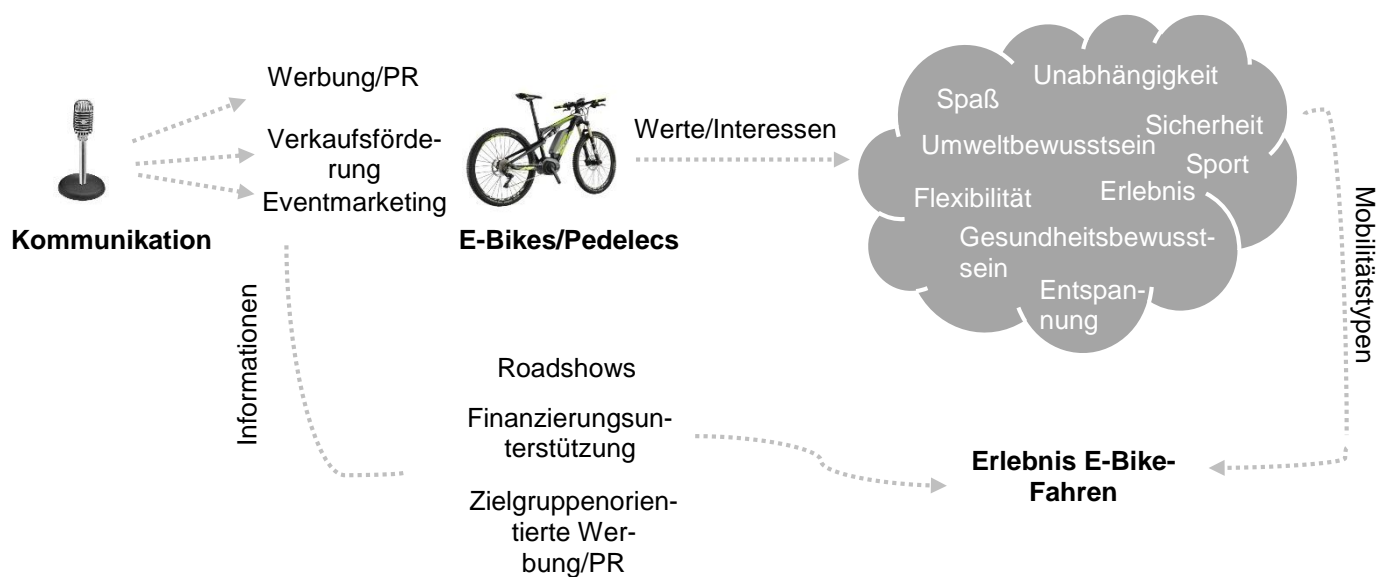 Werbung/PR
Verkaufsförde-
rung
Eventmarketing
Kommunikation
E-Bikes/Pedelecs
Werte/Interessen
Unabhängigkeit
Spaß
Sicherheit
Umweltbewusstsein
Sport
Flexibilität
Erlebnis
Gesundheitsbewusst-
sein
Entspan-
nung
Mobilitätstypen
Informationen
Roadshows
Finanzierungsun-
terstützung
Zielgruppenorien-
tierte Wer-
bung/PR
Erlebnis E-Bike-
Fahren